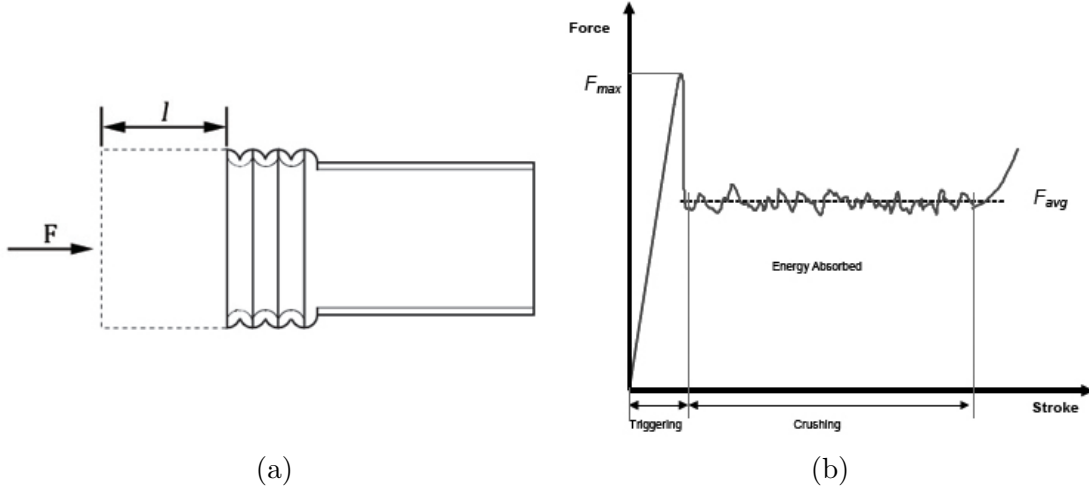 l
F
(a)
Force
F_max
F_avg
Energy Absorbed
Stroke
Triggering
Crushing
(b)